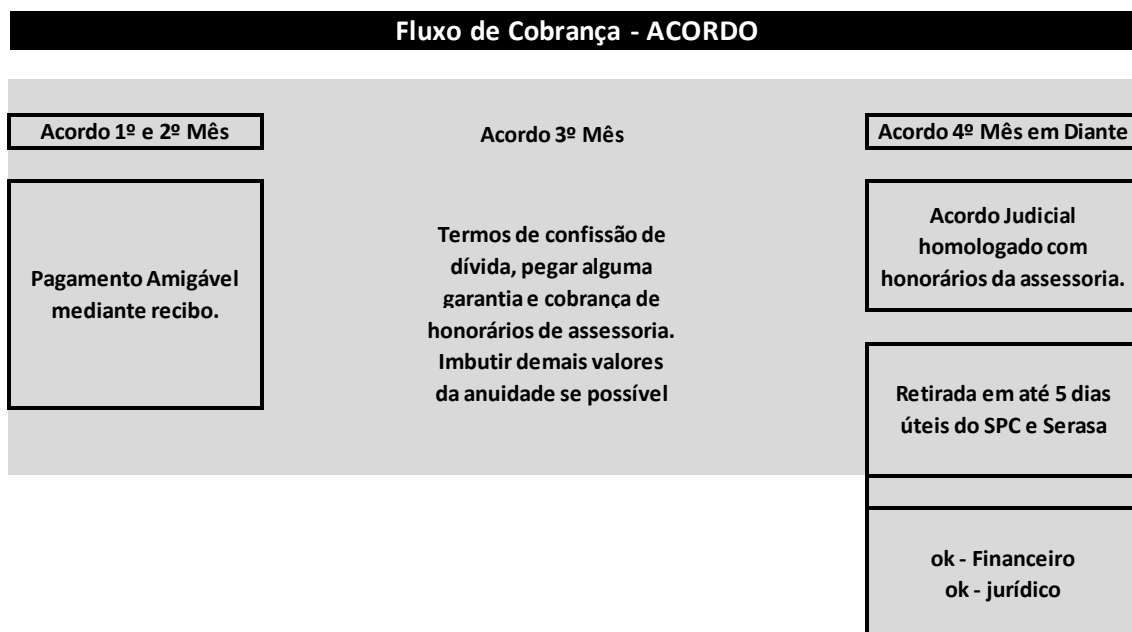 Fluxo de Cobrança - ACORDO
Acordo 1º e 2º Mês
Pagamento Amigável
mediante recibo.
Acordo 3º Mês
Termos de confissão de
dívida, pegar alguma
garantia e cobrança de
honorários de assessoria.
Imbutir demais valores
da anuidade se possível
Acordo 4º Mês em Diante
Acordo Judicial
homologado com
honorários da assessoria.
Retirada em até 5 dias
úteis do SPC e Serasa
ok - Financeiro
ok - jurídico